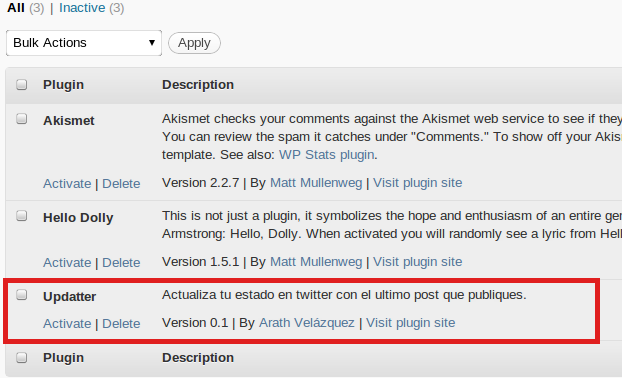 All (3) | Inactive (3)
Bulk Actions Apply
Plugin Description
Akismet Akismet checks your comments against the Akismet web service to see if they
You can review the spam it catches under "Comments." To show off your Akis
template. See also: WP Stats plugin.
Activate | Delete Version 2.2.7 | By Matt Mullenweg | Visit plugin site
Hello Dolly This is not just a plugin, it symbolizes the hope and enthusiasm of an entire gen
Armstrong: Hello, Dolly. When activated you will randomly see a lyric from Hell
Activate | Delete Version 1.5.1 | By Matt Mullenweg | Visit plugin site
Updatter Actualiza tu estado en twitter con el ultimo post que publiques.
Activate | Delete Version 0.1 | By Arath Velázquez | Visit plugin site
Plugin Description